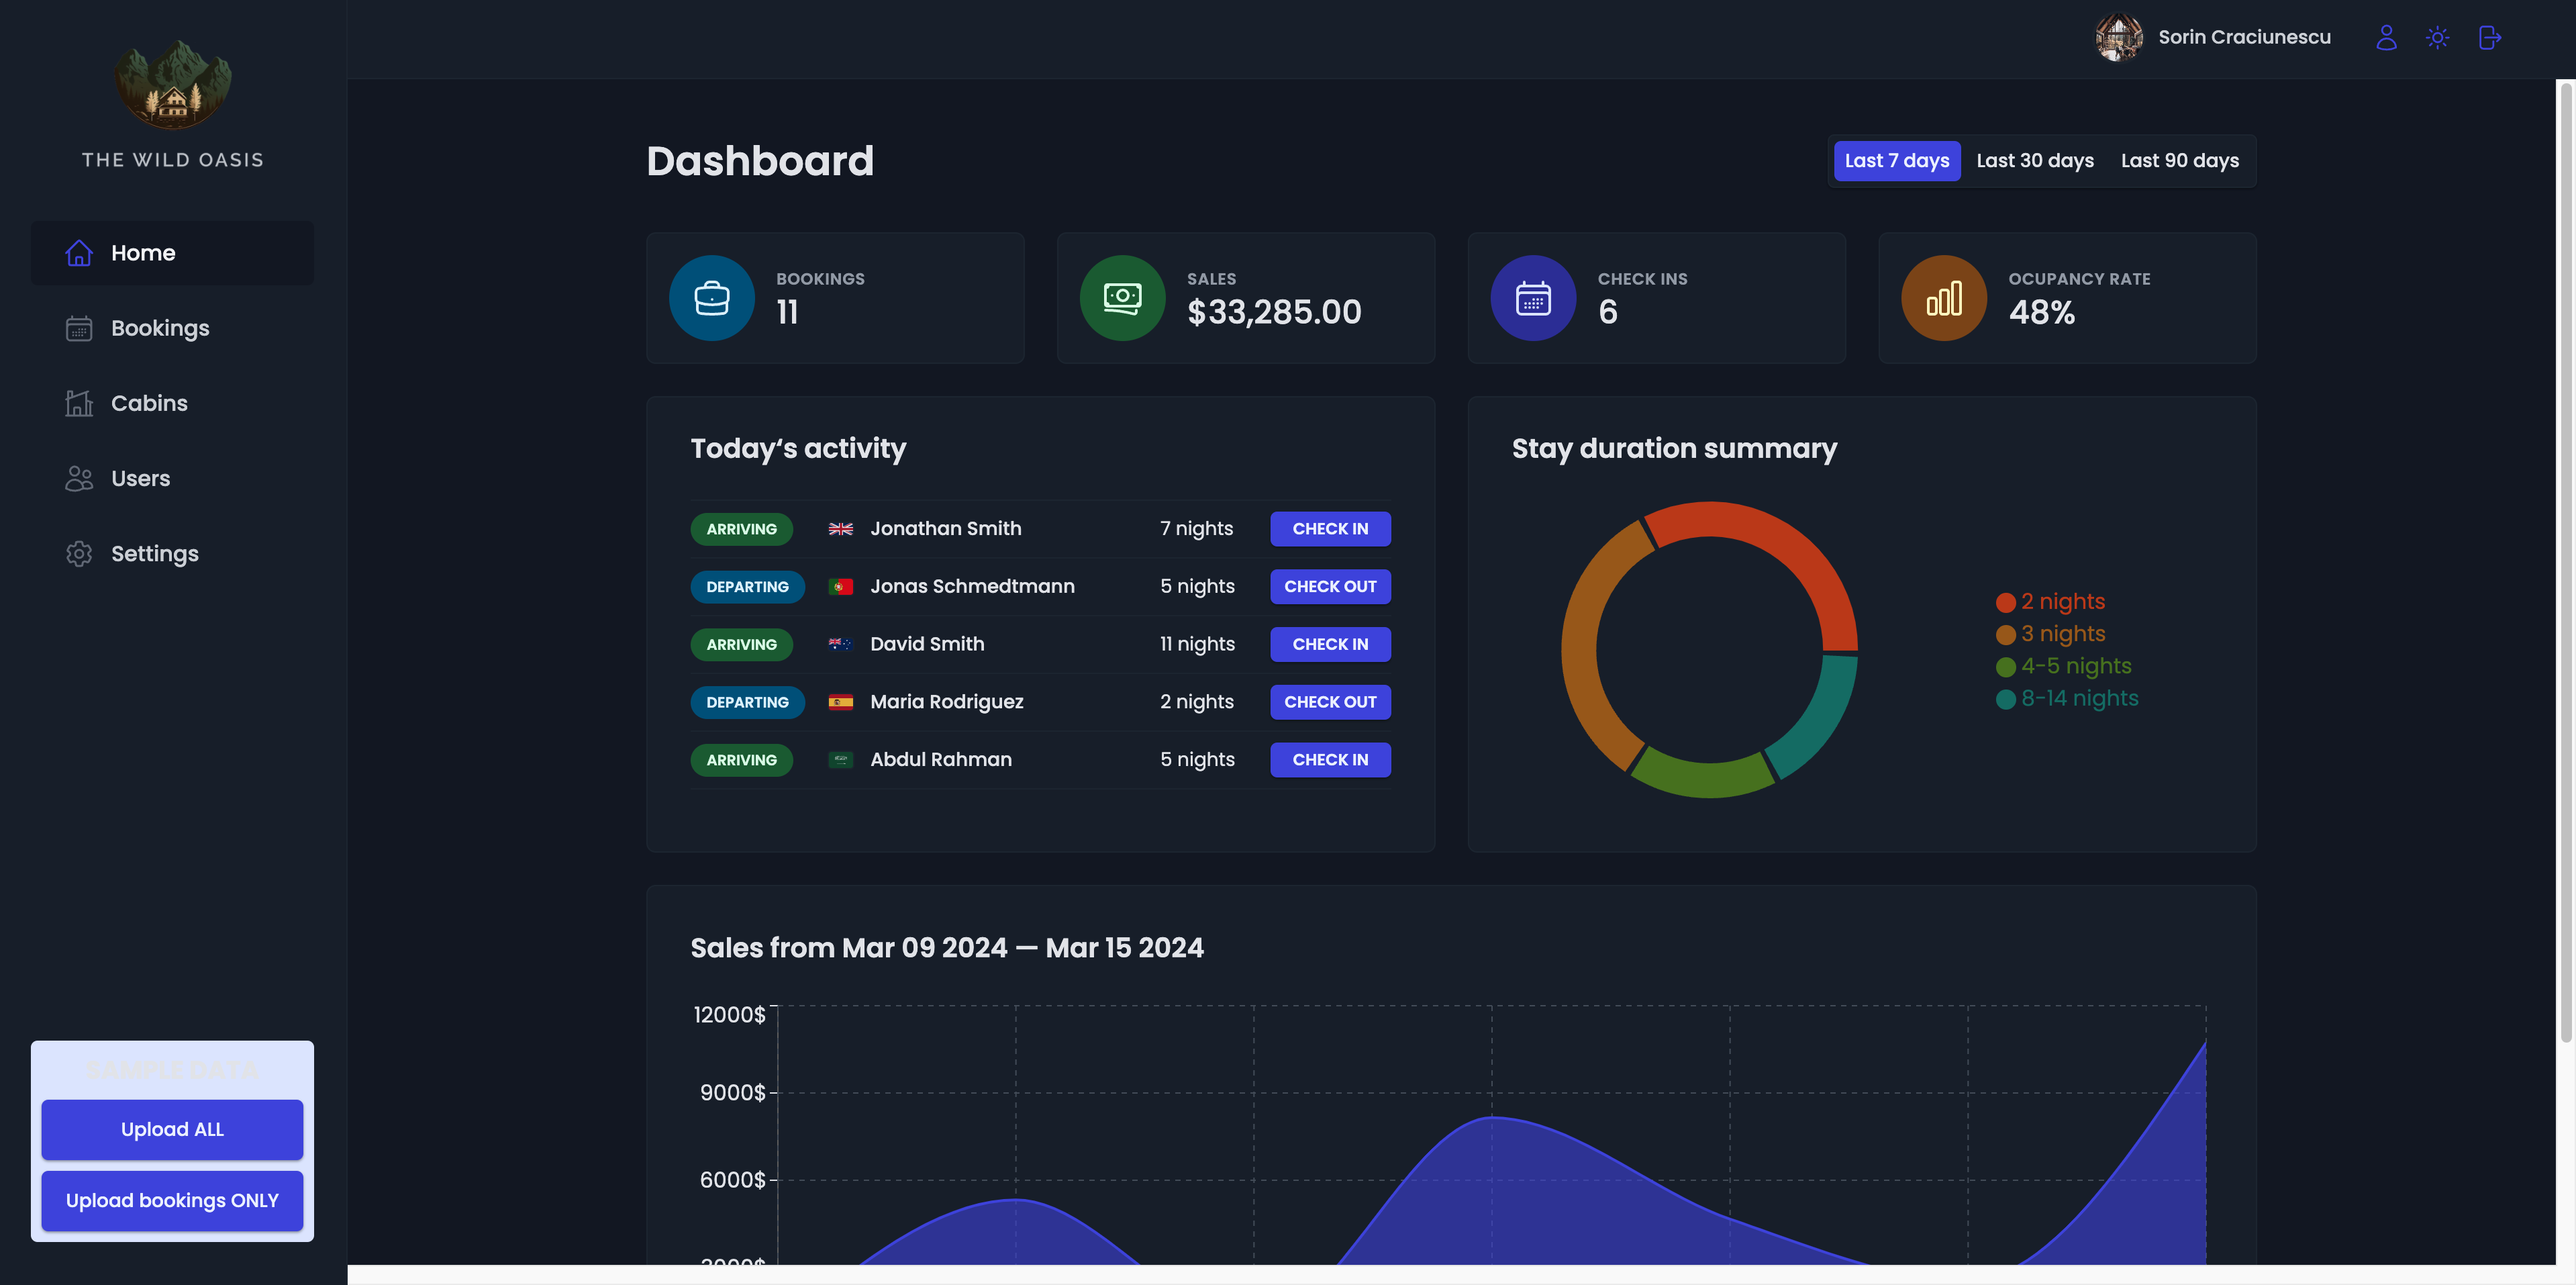 THE WILD OASIS
Home
Bookings
Cabins
Users
Settings
SAMPLE DATA
Upload ALL
Upload bookings ONLY
Sorin Craciunescu
Dashboard
Last 7 days Last 30 days Last 90 days
BOOKINGS
11
SALES
$33,285.00
CHECK INS
6
OCUPANCY RATE
48%
Today‘s activity
ARRIVING Jonathan Smith 7 nights CHECK IN
DEPARTING Jonas Schmedtmann 5 nights CHECK OUT
ARRIVING David Smith 11 nights CHECK IN
DEPARTING Maria Rodriguez 2 nights CHECK OUT
ARRIVING Abdul Rahman 5 nights CHECK IN
Stay duration summary
2 nights
3 nights
4-5 nights
8-14 nights
Sales from Mar 09 2024 — Mar 15 2024
12000$
9000$
6000$
3000$